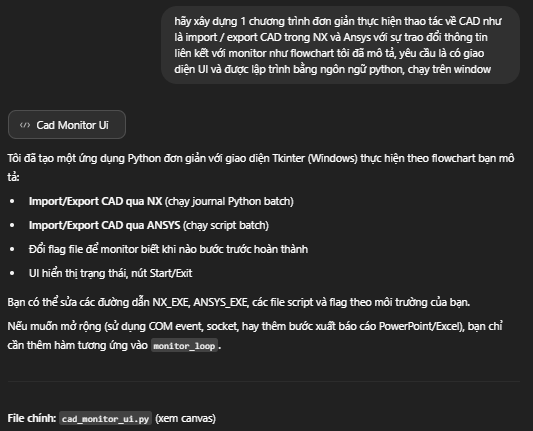 hãy xây dựng 1 chương trình đơn giản thực hiện thao tác về CAD như
là import / export CAD trong NX và Ansys với sự trao đổi thông tin
liên kết với monitor như flowchart tôi đã mô tả, yêu cầu là có giao
diện UI và được lập trình bằng ngôn ngữ python, chạy trên window
Cad Monitor Ui
Tôi đã tạo một ứng dụng Python đơn giản với giao diện Tkinter (Windows) thực hiện theo flowchart bạn mô
tả:
• Import/Export CAD qua NX (chạy journal Python batch)
• Import/Export CAD qua ANSYS (chạy script batch)
• Đổi flag file để monitor biết khi nào bước trước hoàn thành
• UI hiển thị trạng thái, nút Start/Exit
Bạn có thể sửa các đường dẫn NX_EXE, ANSYS_EXE, các file script và flag theo môi trường của bạn.
Nếu muốn mở rộng (sử dụng COM event, socket, hay thêm bước xuất báo cáo PowerPoint/Excel), bạn chỉ
cần thêm hàm tương ứng vào monitor_loop.
File chính: cad_monitor_ui.py (xem canvas)